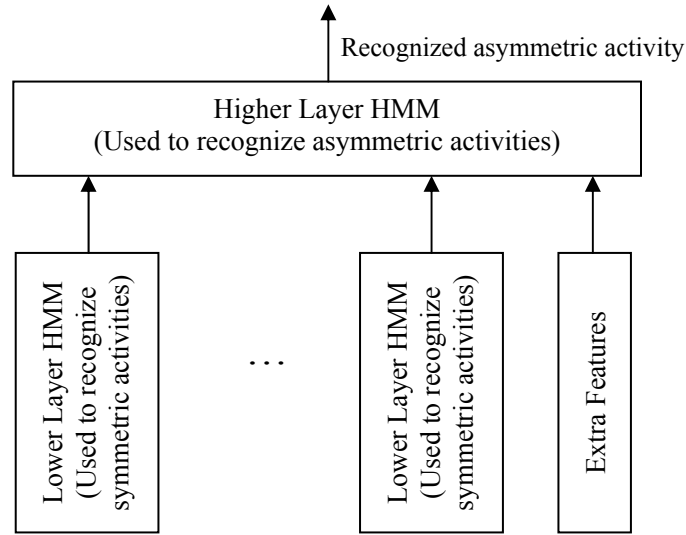 Recognized asymmetric activity
Higher Layer HMM
(Used to recognize asymmetric activities)
Lower Layer HMM
(Used to recognize
symmetric activities)
...
Lower Layer HMM
(Used to recognize
symmetric activities)
Extra Features